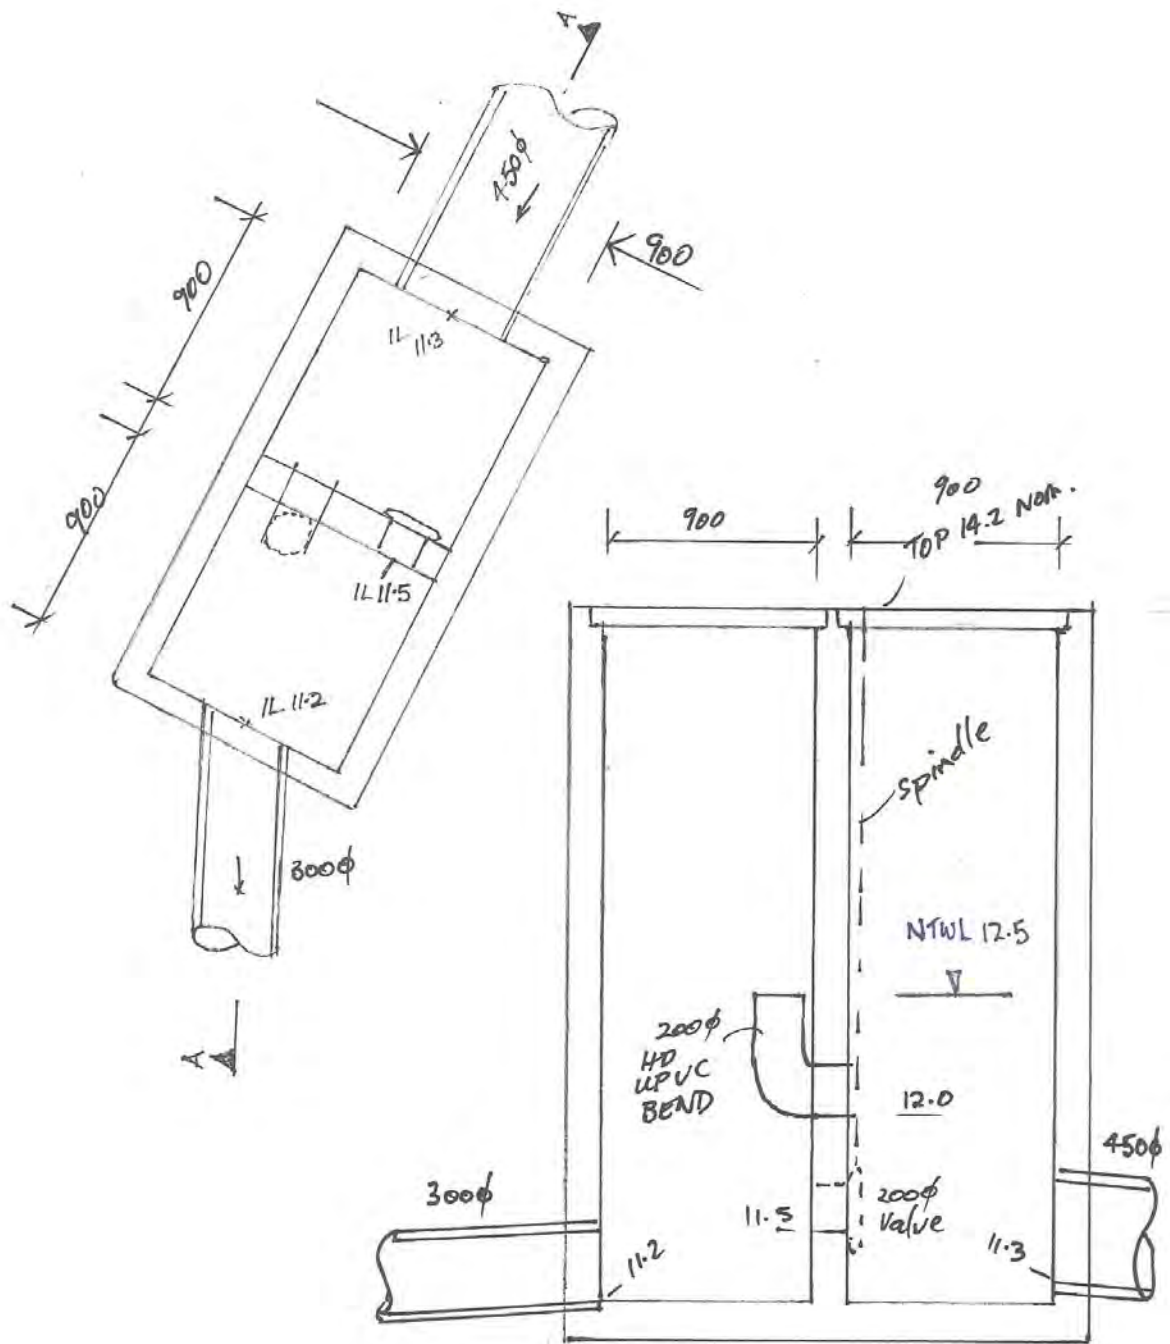 A
450φ
900
900
IL 11.3
900
IL 11.5
IL 11.2
300φ
A
900
900
TOP 14.2 Nom.
spindle
NTWL 12.5
200φ
HD
UPVC
BEND
12.0
450φ
300φ
11.5
200φ
Valve
11.2
11.3